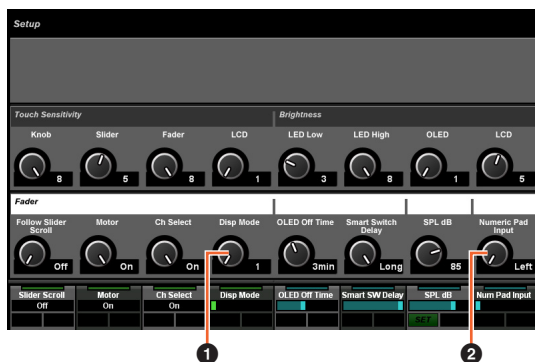 Setup
Touch Sensitivity Brightness
Knob Slider Fader LCD LED Low LED High OLED LCD
8 5 8 1 3 8 1 5
Fader
Follow Slider Scroll Motor Ch Select Disp Mode OLED Off Time Smart Switch Delay SPL dB Numeric Pad Input
Off On On 1 3min Long 85 Left
Slider Scroll Motor Ch Select Disp Mode OLED Off Time Smart SW Delay SPL dB Num Pad Input
Off On On
SET
1 2